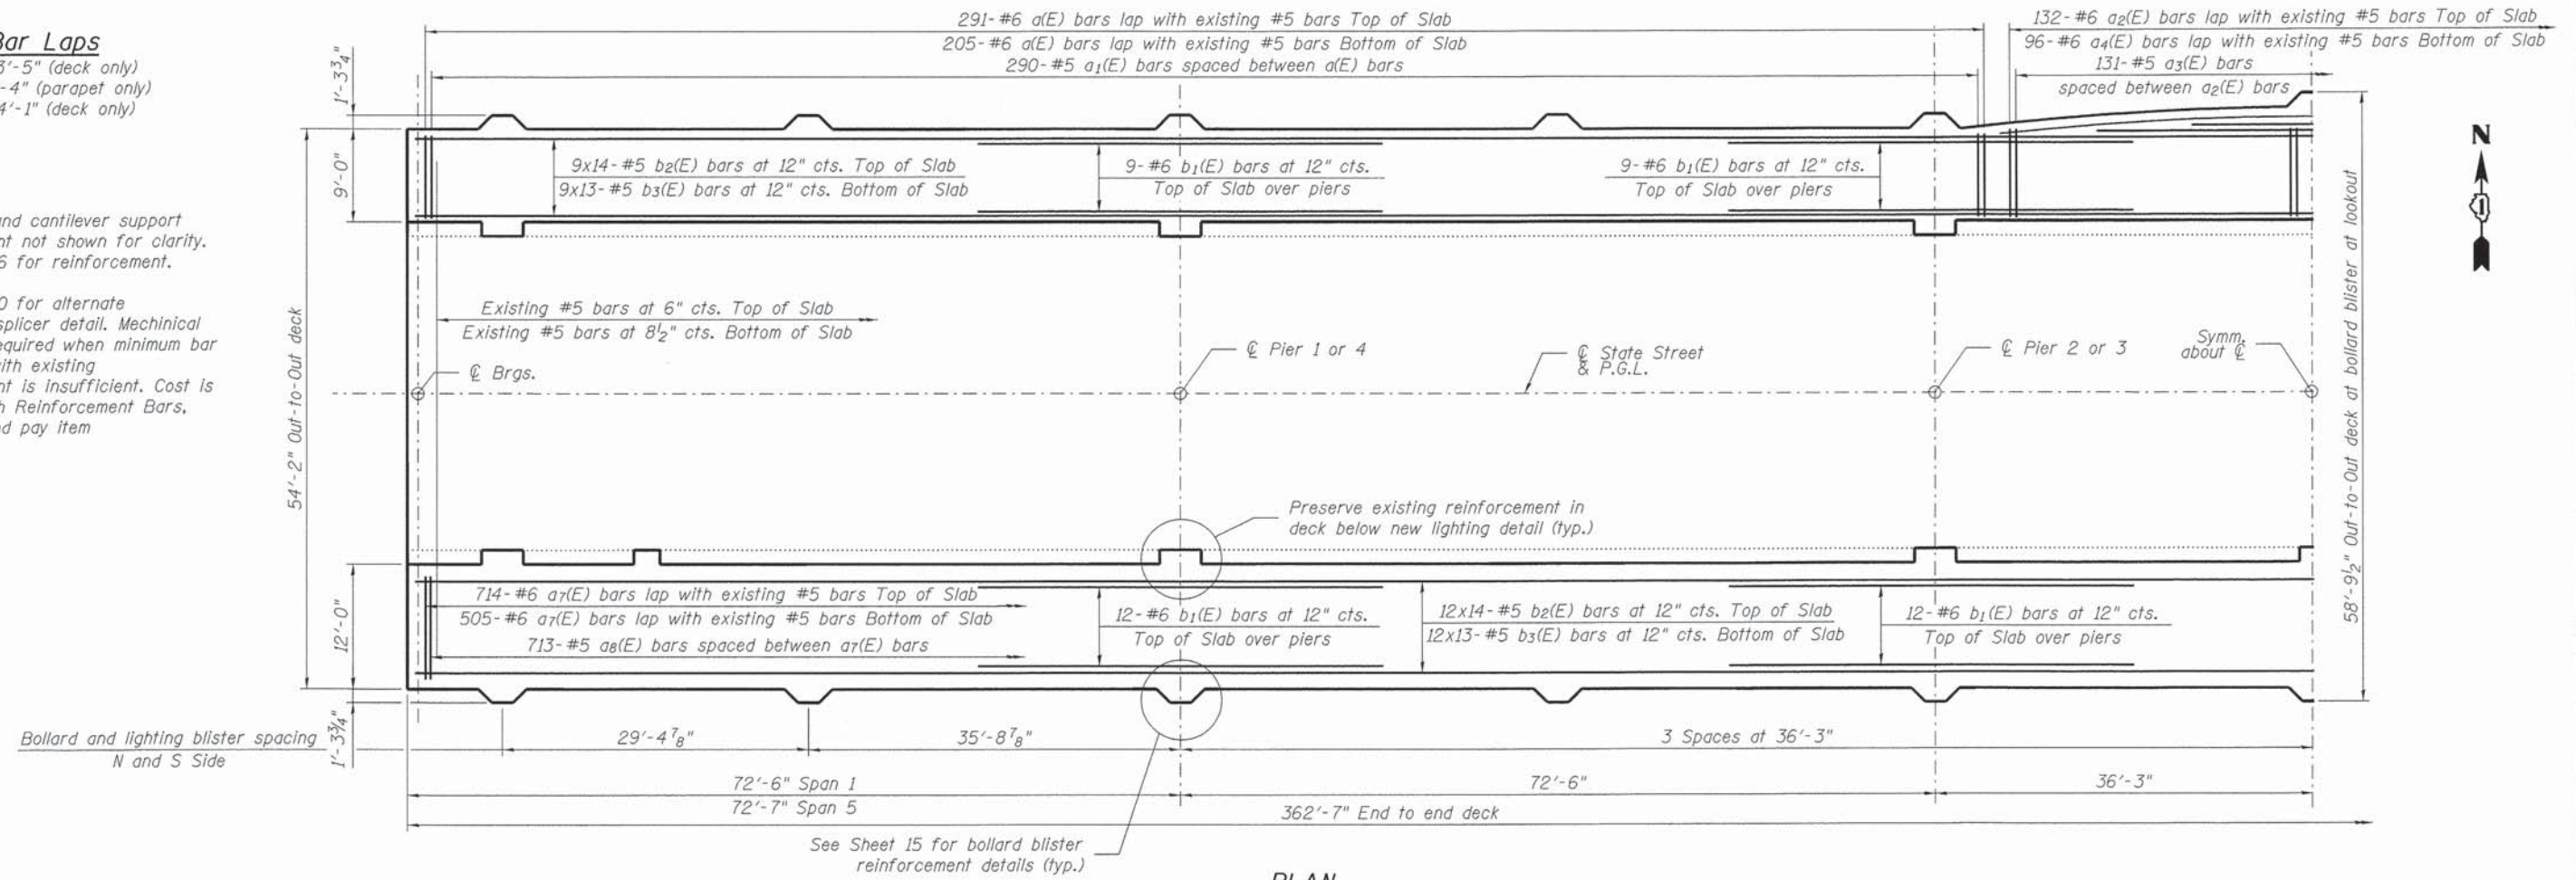 Bar Laps
3'-5" (deck only)
-4" (parapet only)
4'-1" (deck only)
and cantilever support
nt not shown for clarity.
6 for reinforcement.
0 for alternate
splicer detail. Mechinical
equired when minimum bar
with existing
nt is insufficient. Cost is
h Reinforcement Bars,
nd pay item
291-#6 a(E) bars lap with existing #5 bars Top of Slab
205-#6 a(E) bars lap with existing #5 bars Bottom of Slab
290-#5 a1(E) bars spaced between a(E) bars
132-#6 a2(E) bars lap with existing #5 bars Top of Slab
96-#6 a4(E) bars lap with existing #5 bars Bottom of Slab
131-#5 a3(E) bars
spaced between a2(E) bars
1'-3¾"
9'-0"
9x14-#5 b2(E) bars at 12" cts. Top of Slab
9x13-#5 b3(E) bars at 12" cts. Bottom of Slab
9-#6 b1(E) bars at 12" cts.
Top of Slab over piers
9-#6 b1(E) bars at 12" cts.
Top of Slab over piers
N
Existing #5 bars at 6" cts. Top of Slab
Existing #5 bars at 8½" cts. Bottom of Slab
54'-2" Out-to-Out deck
℄ Brgs.
℄ Pier 1 or 4
℄ State Street
& P.G.L.
℄ Pier 2 or 3
Symm.
about ℄
58'-9½" Out-to-Out deck at bollard blister at lookout
Preserve existing reinforcement in
deck below new lighting detail (typ.)
12'-0"
714-#6 a7(E) bars lap with existing #5 bars Top of Slab
505-#6 a7(E) bars lap with existing #5 bars Bottom of Slab
713-#5 a8(E) bars spaced between a7(E) bars
12-#6 b1(E) bars at 12" cts.
Top of Slab over piers
12x14-#5 b2(E) bars at 12" cts. Top of Slab
12x13-#5 b3(E) bars at 12" cts. Bottom of Slab
12-#6 b1(E) bars at 12" cts.
Top of Slab over piers
1'-3¾"
Bollard and lighting blister spacing
N and S Side
29'-4⅞"
35'-8⅞"
3 Spaces at 36'-3"
72'-6" Span 1
72'-7" Span 5
72'-6"
36'-3"
362'-7" End to end deck
See Sheet 15 for bollard blister
reinforcement details (typ.)
PLAN